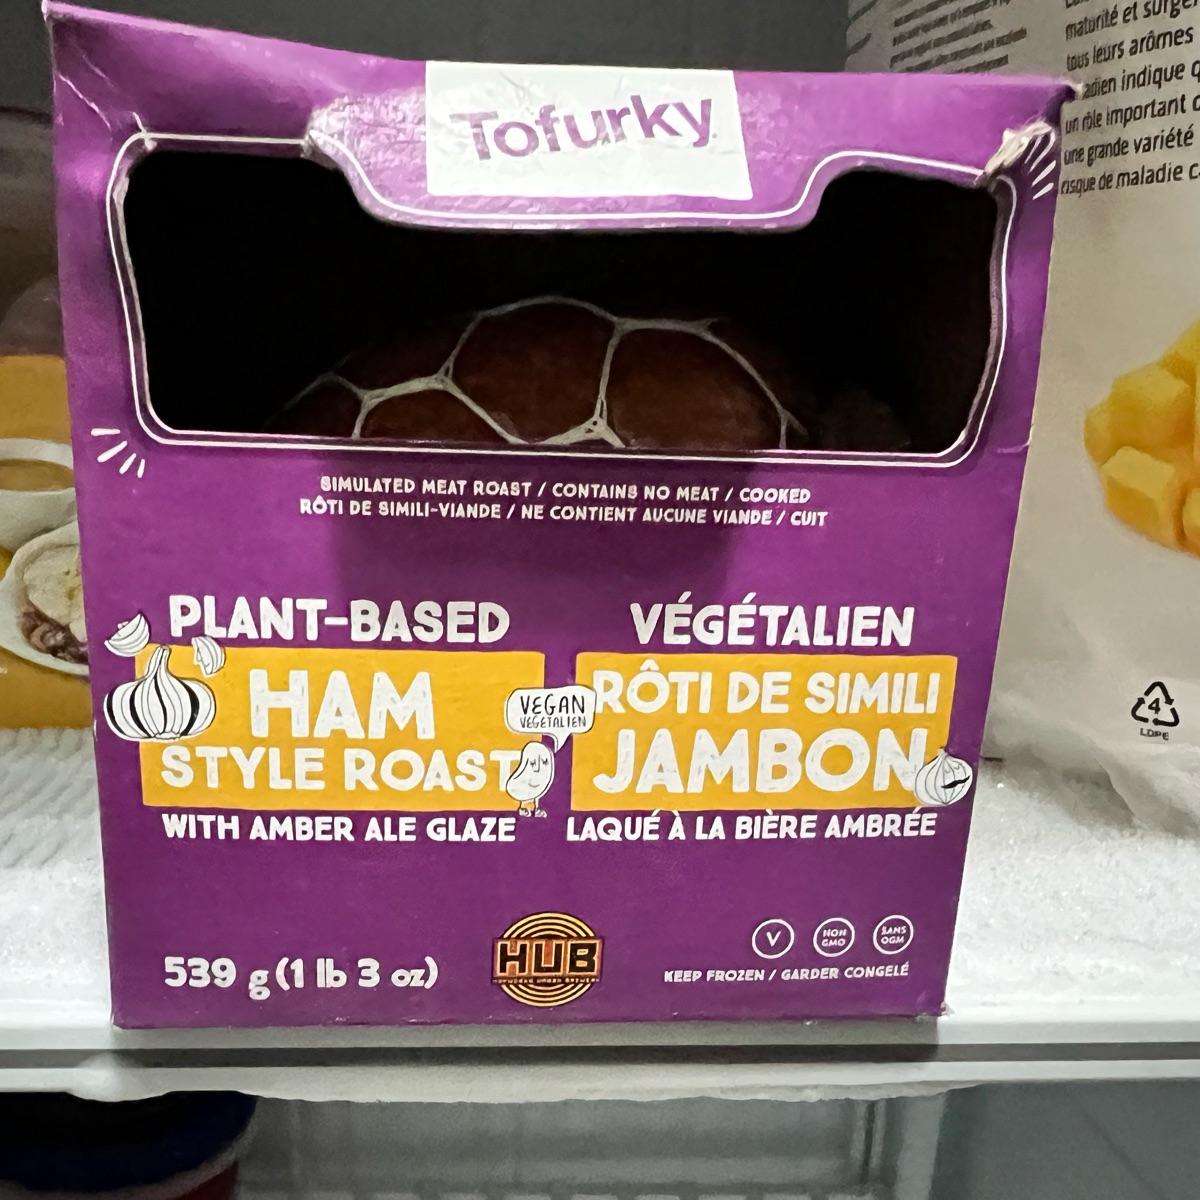 Tofurky
SIMULATED MEAT ROAST / CONTAINS NO MEAT / COOKED
RÔTI DE SIMILI-VIANDE / NE CONTIENT AUCUNE VIANDE / CUIT
PLANT-BASED
HAM
STYLE ROAST
WITH AMBER ALE GLAZE
VEGAN
VÉGÉTALIEN
VÉGÉTALIEN
RÔTI DE SIMILI
JAMBON
LAQUÉ À LA BIÈRE AMBRÉE
539 g (1 lb 3 oz)
HUB
HOPWORKS URBAN BREWERY
V
NON
GMO
SANS
OGM
KEEP FROZEN / GARDER CONGELÉ
maturité et
tous leurs arômes
indique
un rôle important
une grande variété
risque de maladie
4
LDPE